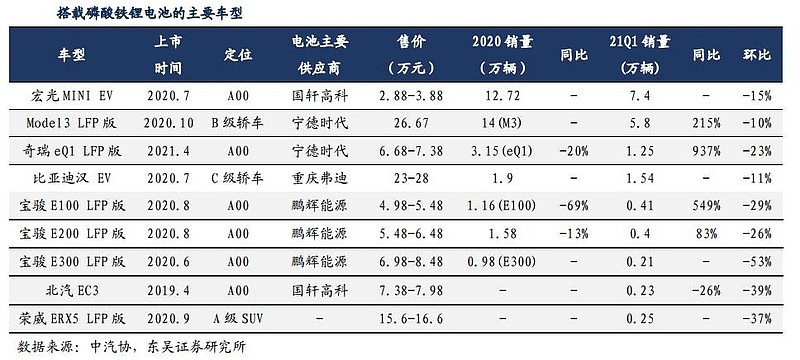 搭载磷酸铁锂电池的主要车型
车型 上市时间 定位 电池主要供应商 售价（万元） 2020 销量（万辆） 同比 21Q1 销量（万辆） 同比 环比
宏光 MINI EV 2020.7 A00 国轩高科 2.88-3.88 12.72 - 7.4 - -15%
Model3 LFP 版 2020.10 B 级轿车 宁德时代 26.67 14(M3) 5.8 215% -10%
奇瑞 eQ1 LFP 版 2021.4 A00 宁德时代 6.68-7.38 3.15(eQ1) -20% 1.25 937% -23%
比亚迪汉 EV 2020.7 C 级轿车 重庆弗迪 23-28 1.9 1.54 - -11%
宝骏 E100 LFP 版 2020.8 A00 鹏辉能源 4.98-5.48 1.16(E100) -69% 0.41 549% -29%
宝骏 E200 LFP 版 2020.8 A00 鹏辉能源 5.48-6.48 1.58 -13% 0.4 83% -26%
宝骏 E300 LFP 版 2020.6 A00 鹏辉能源 6.98-8.48 0.98(E300) 0.21 -53%
北汽 EC3 2019.4 A00 国轩高科 7.38-7.98 0.23 -26% -39%
荣威 ERX5 LFP 版 2020.9 A 级 SUV - 15.6-16.6 0.25 -37%
数据来源：中汽协，东吴证券研究所